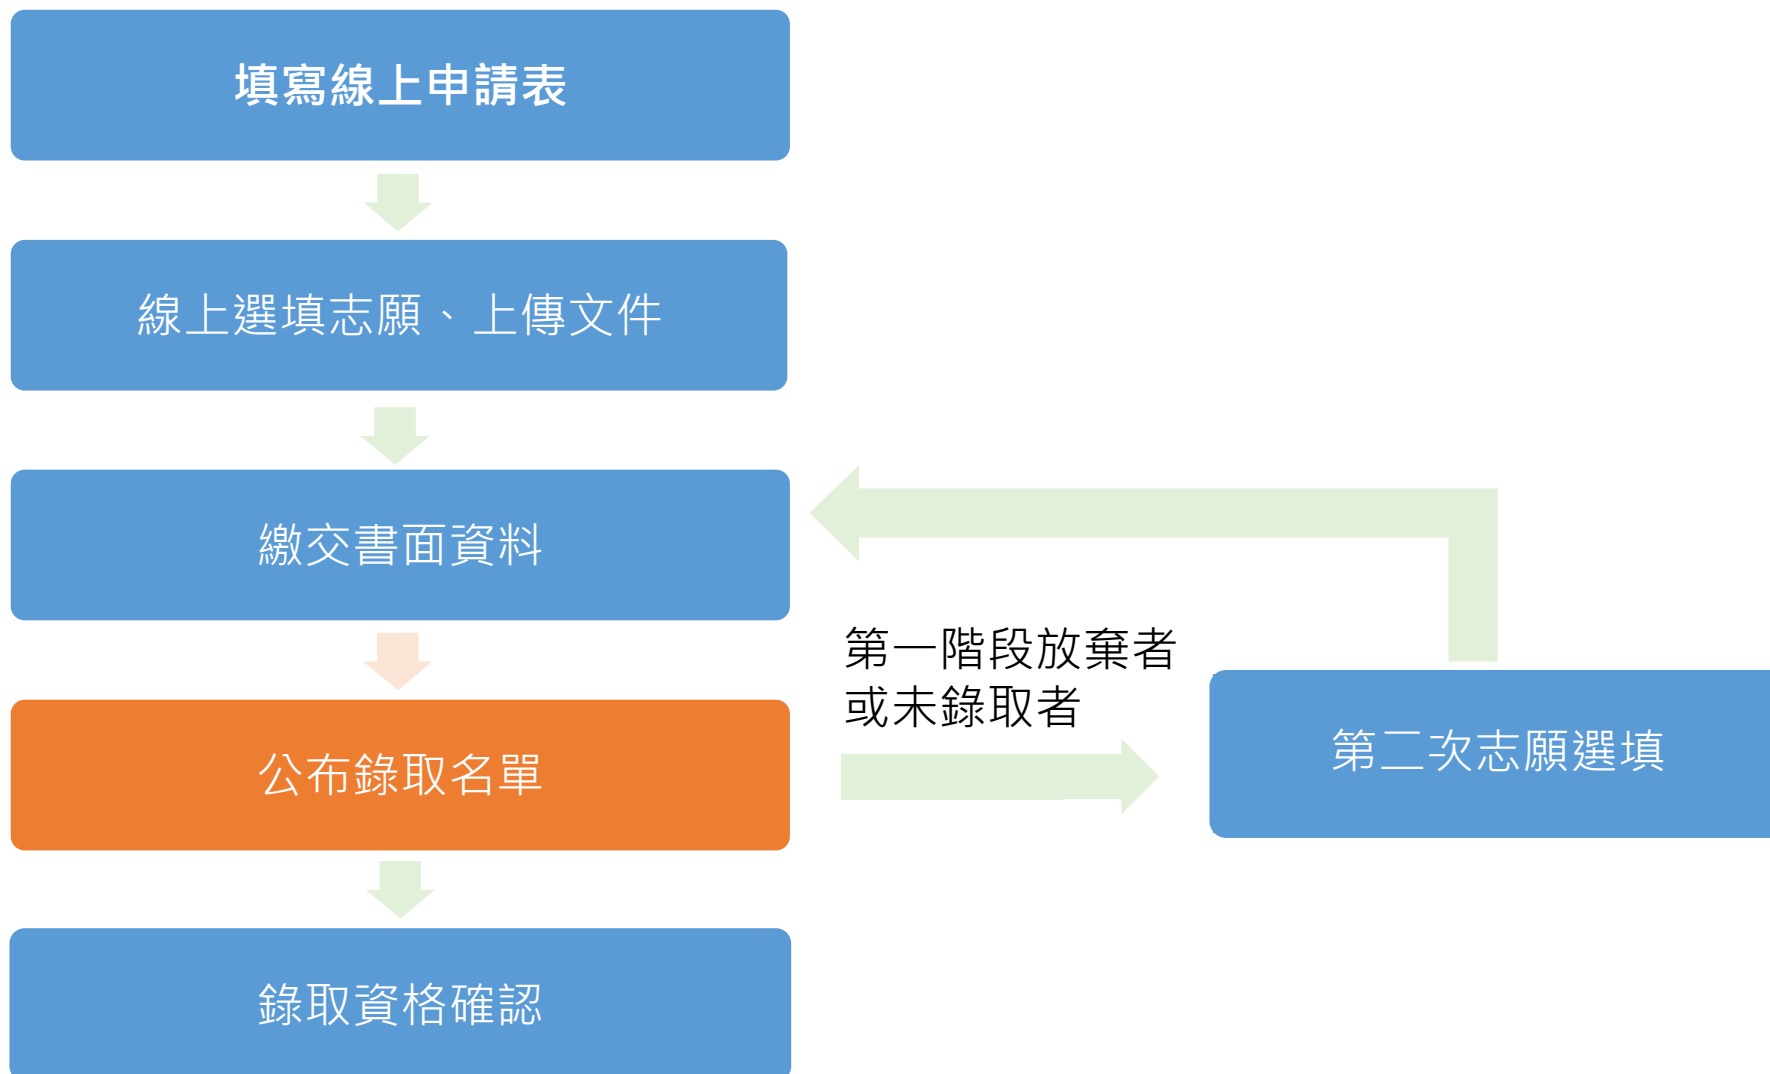 填寫線上申請表
線上選填志願、上傳文件
繳交書面資料
第一階段放棄者
或未錄取者
第二次志願選填
公布錄取名單
錄取資格確認